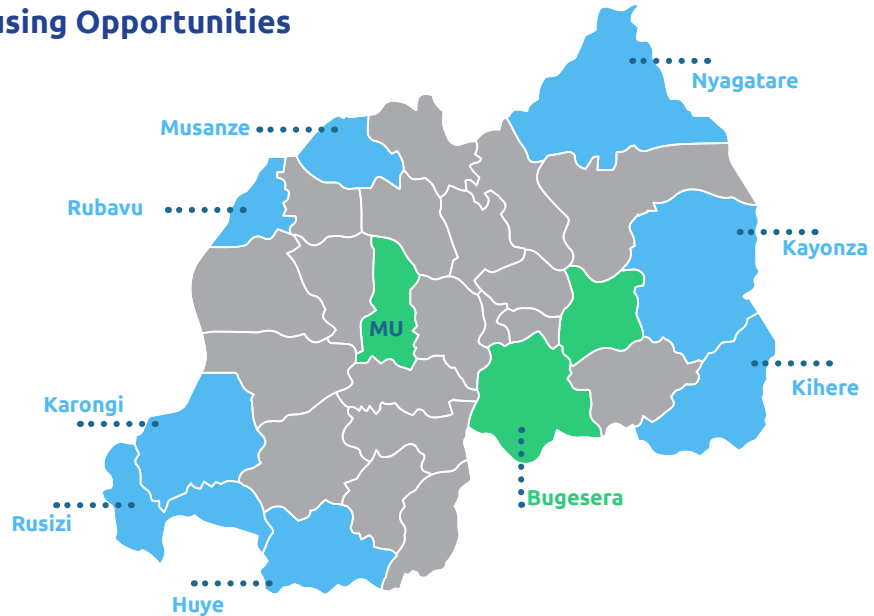 using Opportunities
Nyagatare
Musanze
Rubavu
Kayonza
MU
Kihere
Karongi
Bugesera
Rusizi
Huye